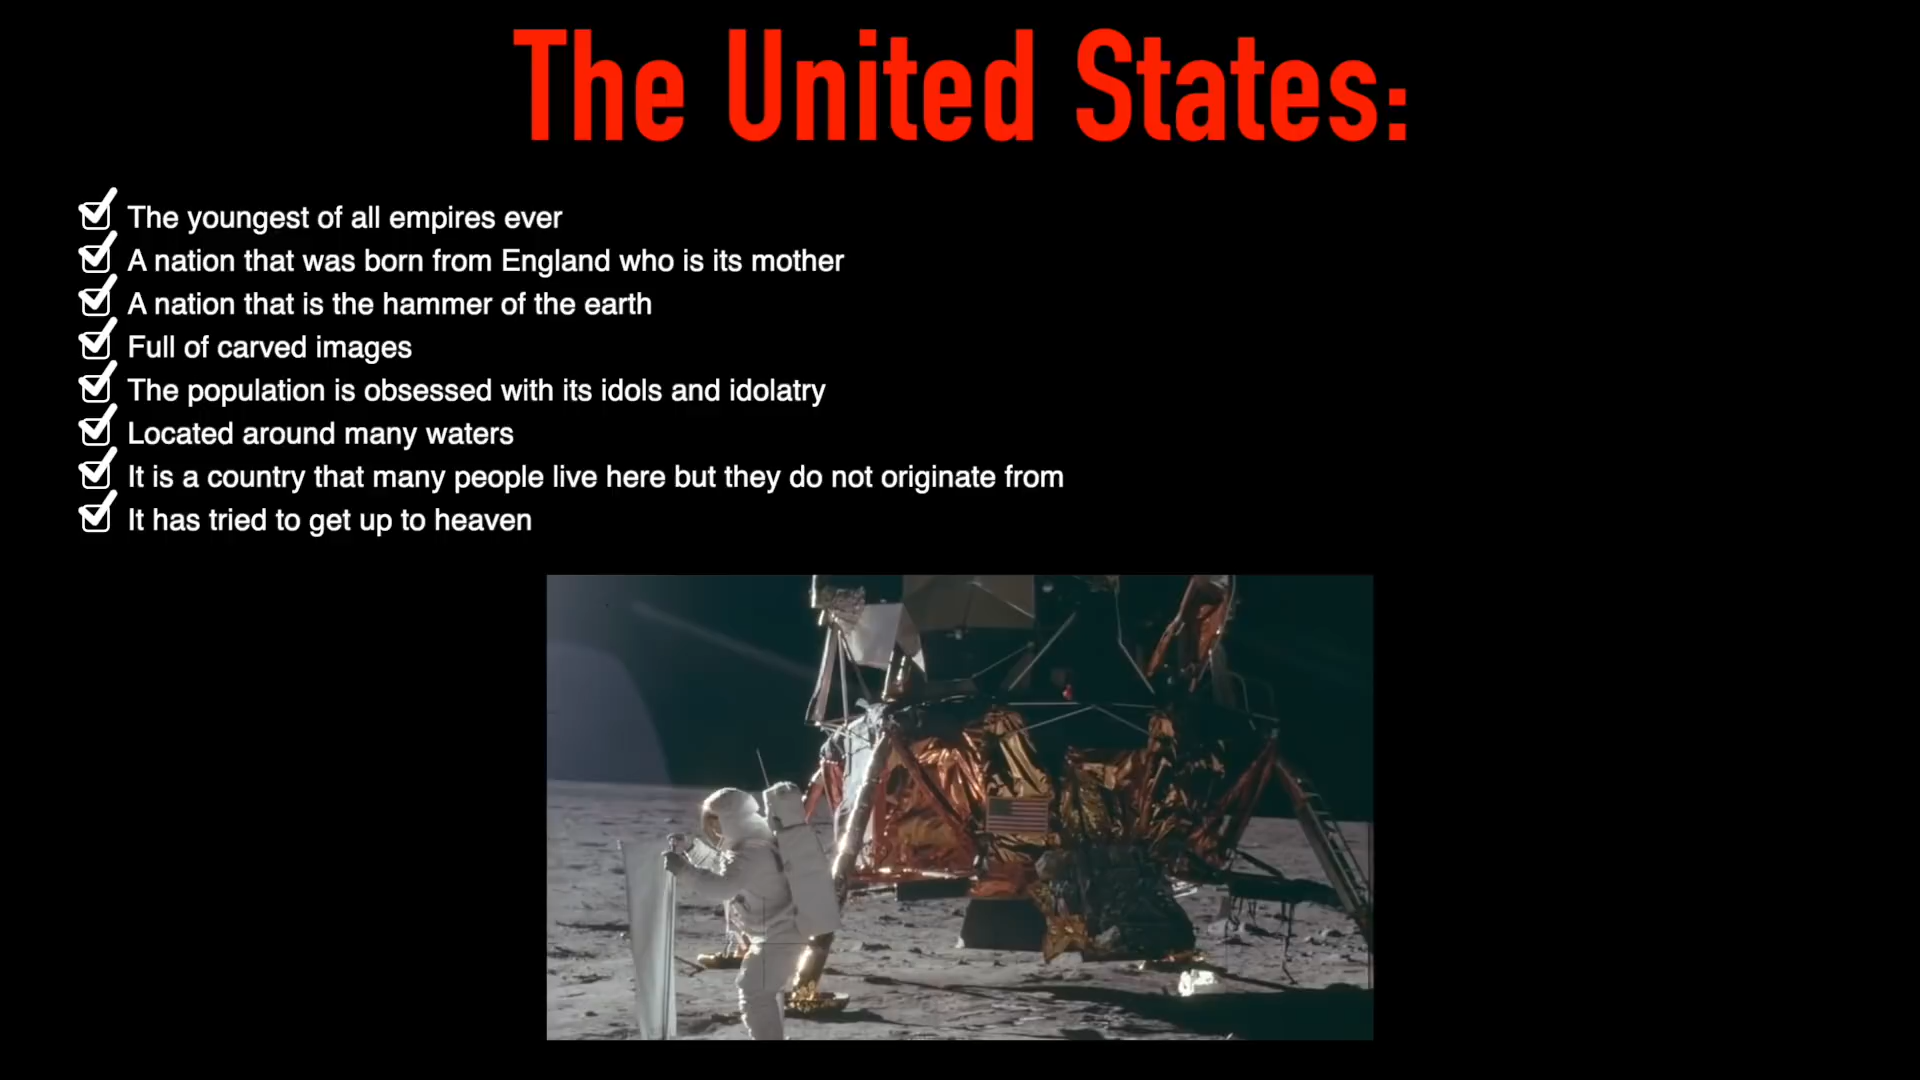 The United States:
The youngest of all empires ever
A nation that was born from England who is its mother
A nation that is the hammer of the earth
Full of carved images
The population is obsessed with its idols and idolatry
Located around many waters
It is a country that many people live here but they do not originate from
It has tried to get up to heaven